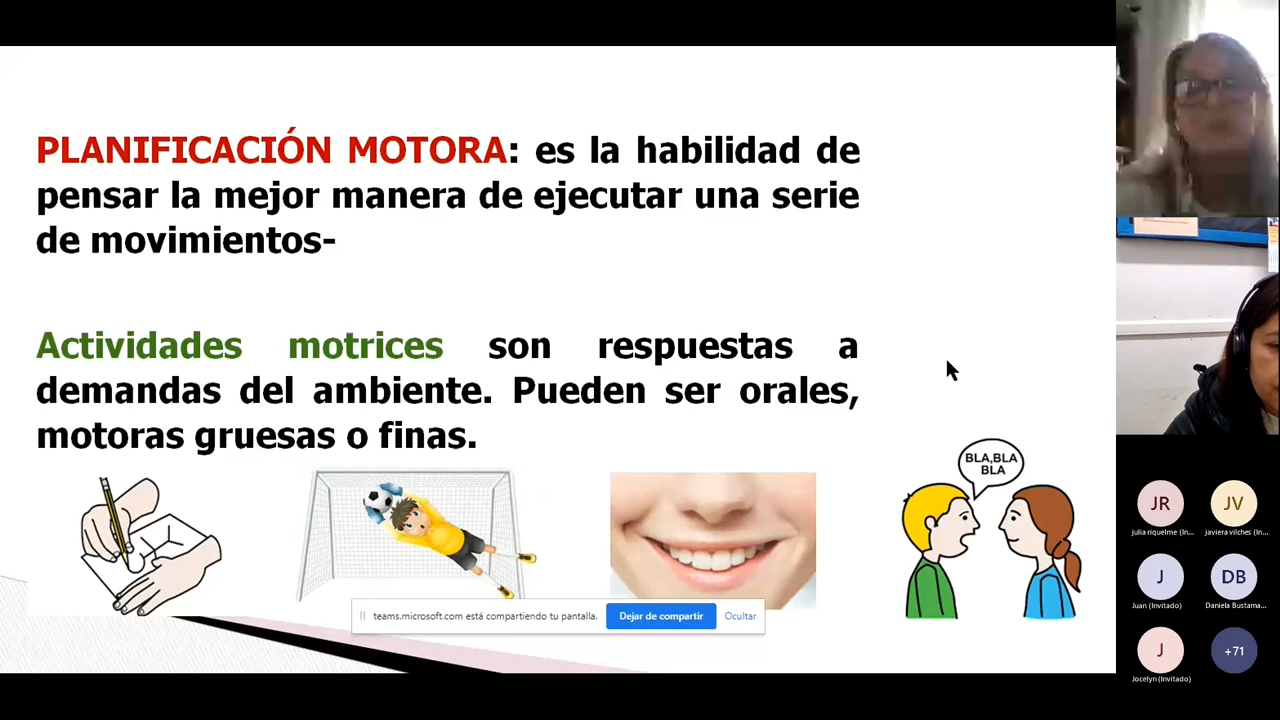 PLANIFICACIÓN MOTORA: es la habilidad de
pensar la mejor manera de ejecutar una serie
de movimientos-
Actividades motrices son respuestas a
demandas del ambiente. Pueden ser orales,
motoras gruesas o finas.
BLA,BLA
BLA
teams.microsoft.com está compartiendo tu pantalla.
Dejar de compartir
Ocultar
JR
JV
julia riquelme (In...
javiera vilches (In...
J
DB
Juan (Invitado)
Daniela Bustama...
J
+71
Jocelyn (Invitado)